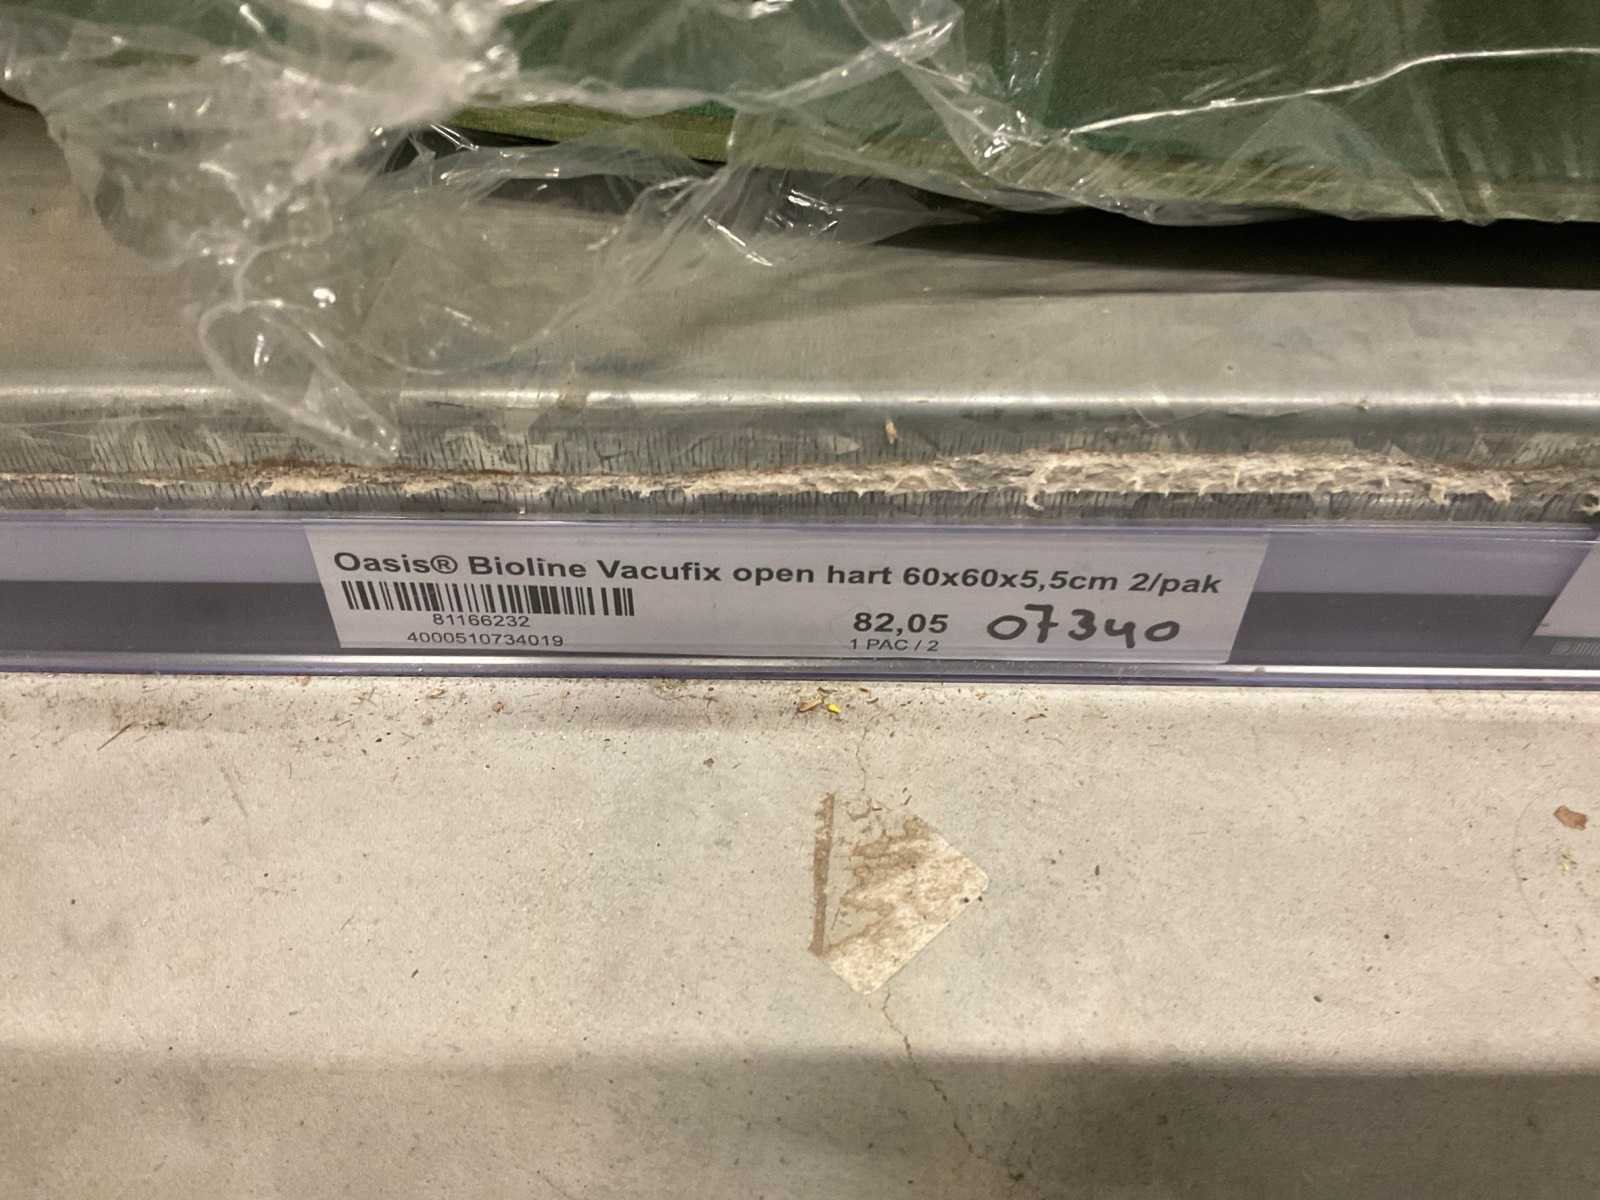 Oasis® Bioline Vacufix open hart 60x60x5,5cm 2/pak
81166232
4000510734019
82,05
1 PAC / 2
07340